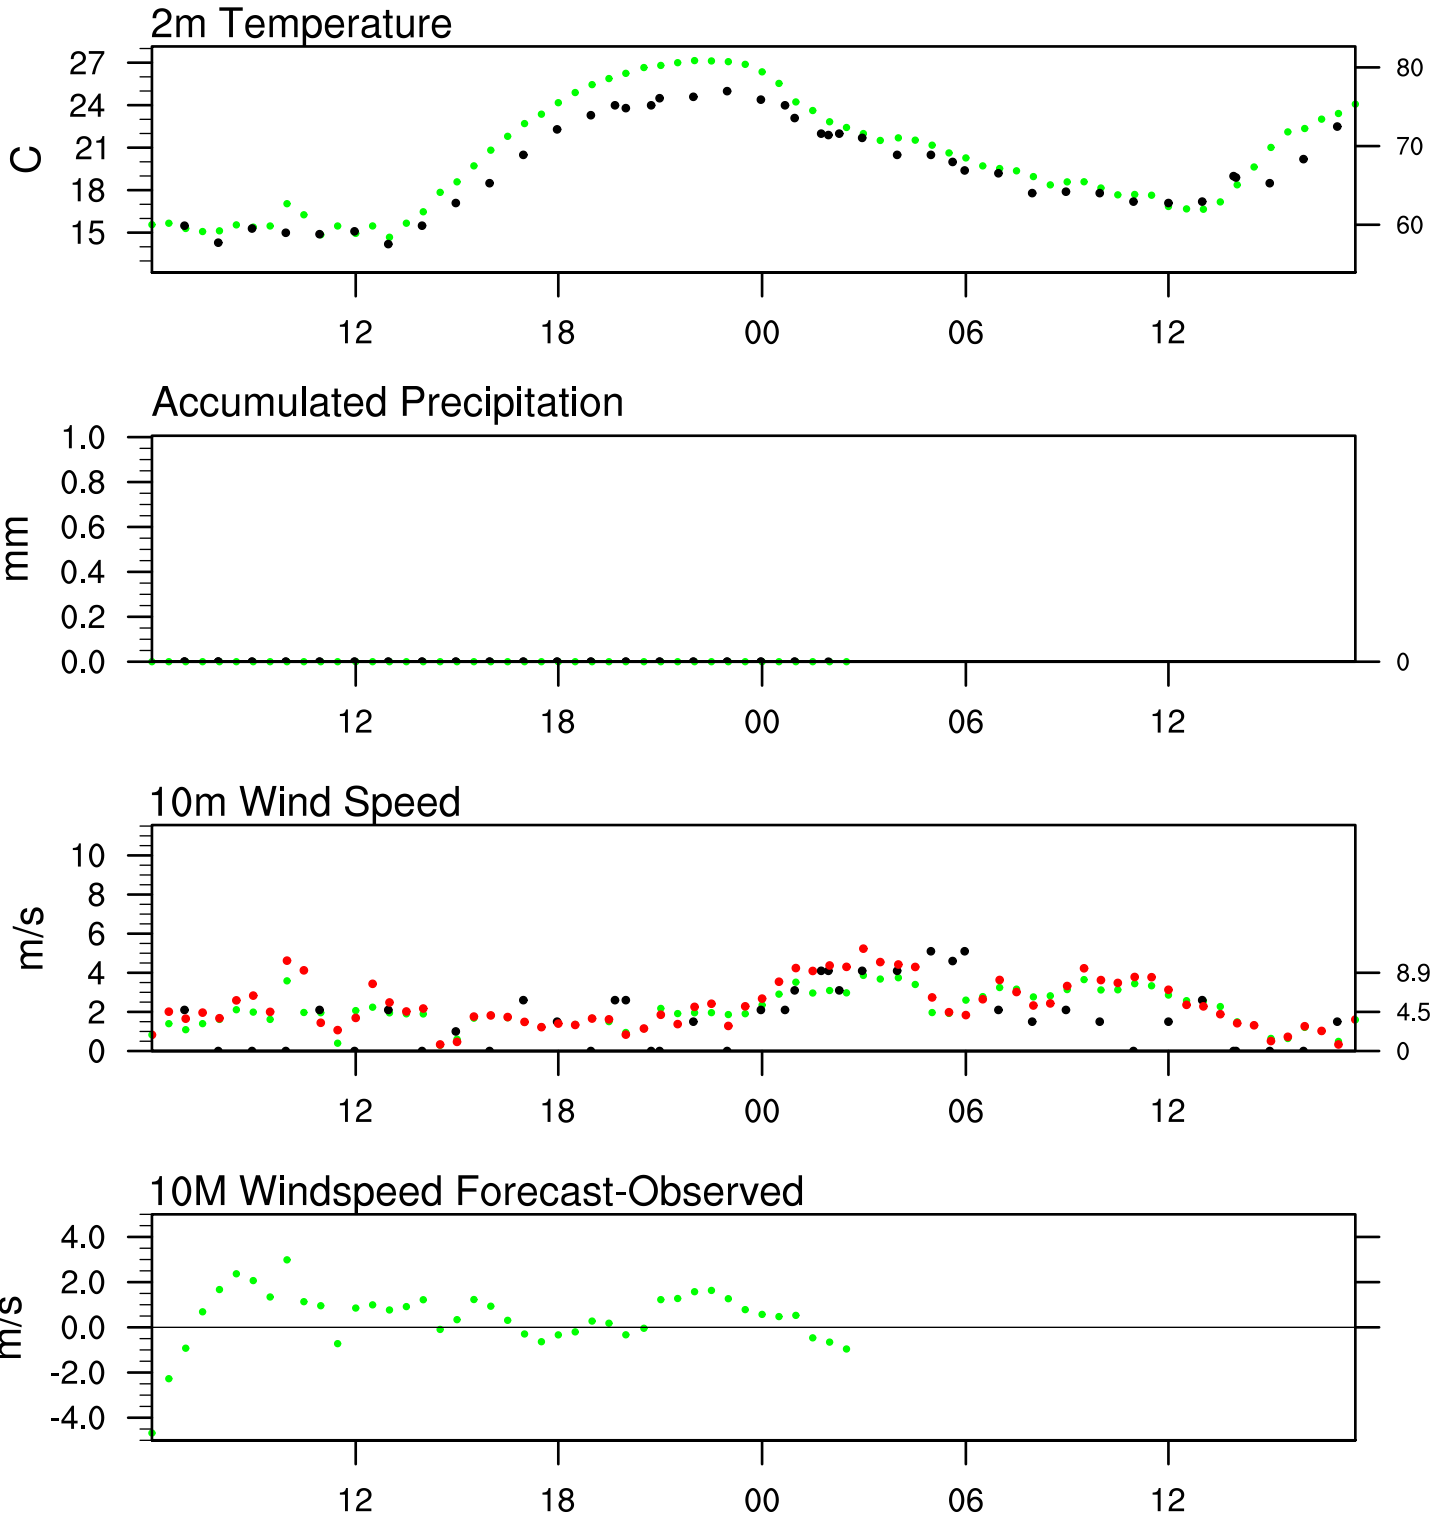 2m Temperature
27
24
21
18
15
C
80
70
60
12 18 00 06 12
Accumulated Precipitation
1.0
0.8
0.6
0.4
0.2
0.0
mm
0
12 18 00 06 12
10m Wind Speed
10
8
6
4
2
0
m/s
8.9
4.5
0
12 18 00 06 12
10M Windspeed Forecast-Observed
4.0
2.0
0.0
-2.0
-4.0
m/s
12 18 00 06 12